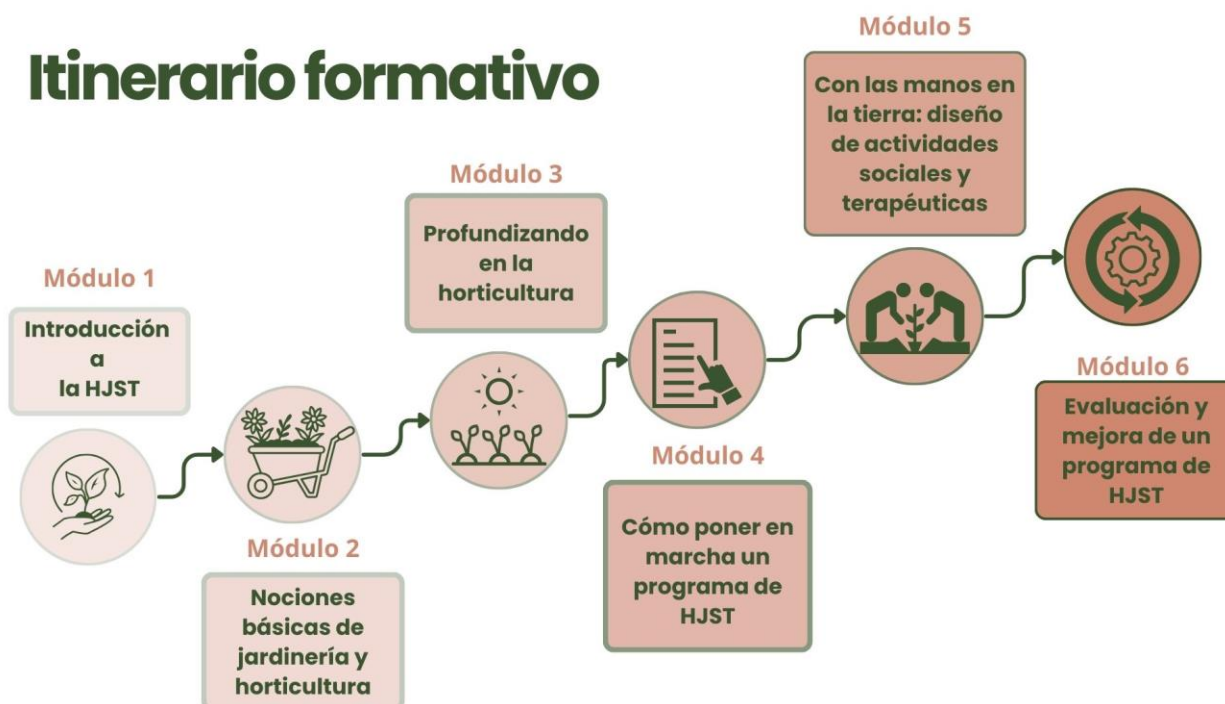 Itinerario formativo
Módulo 1
Introducción
a
la HJST
Módulo 2
Nociones
básicas de
jardinería y
horticultura
Módulo 3
Profundizando
en la
horticultura
Módulo 4
Cómo poner en
marcha un
programa de
HJST
Módulo 5
Con las manos en
la tierra: diseño
de actividades
sociales y
terapéuticas
Módulo 6
Evaluación y
mejora de un
programa de
HJST